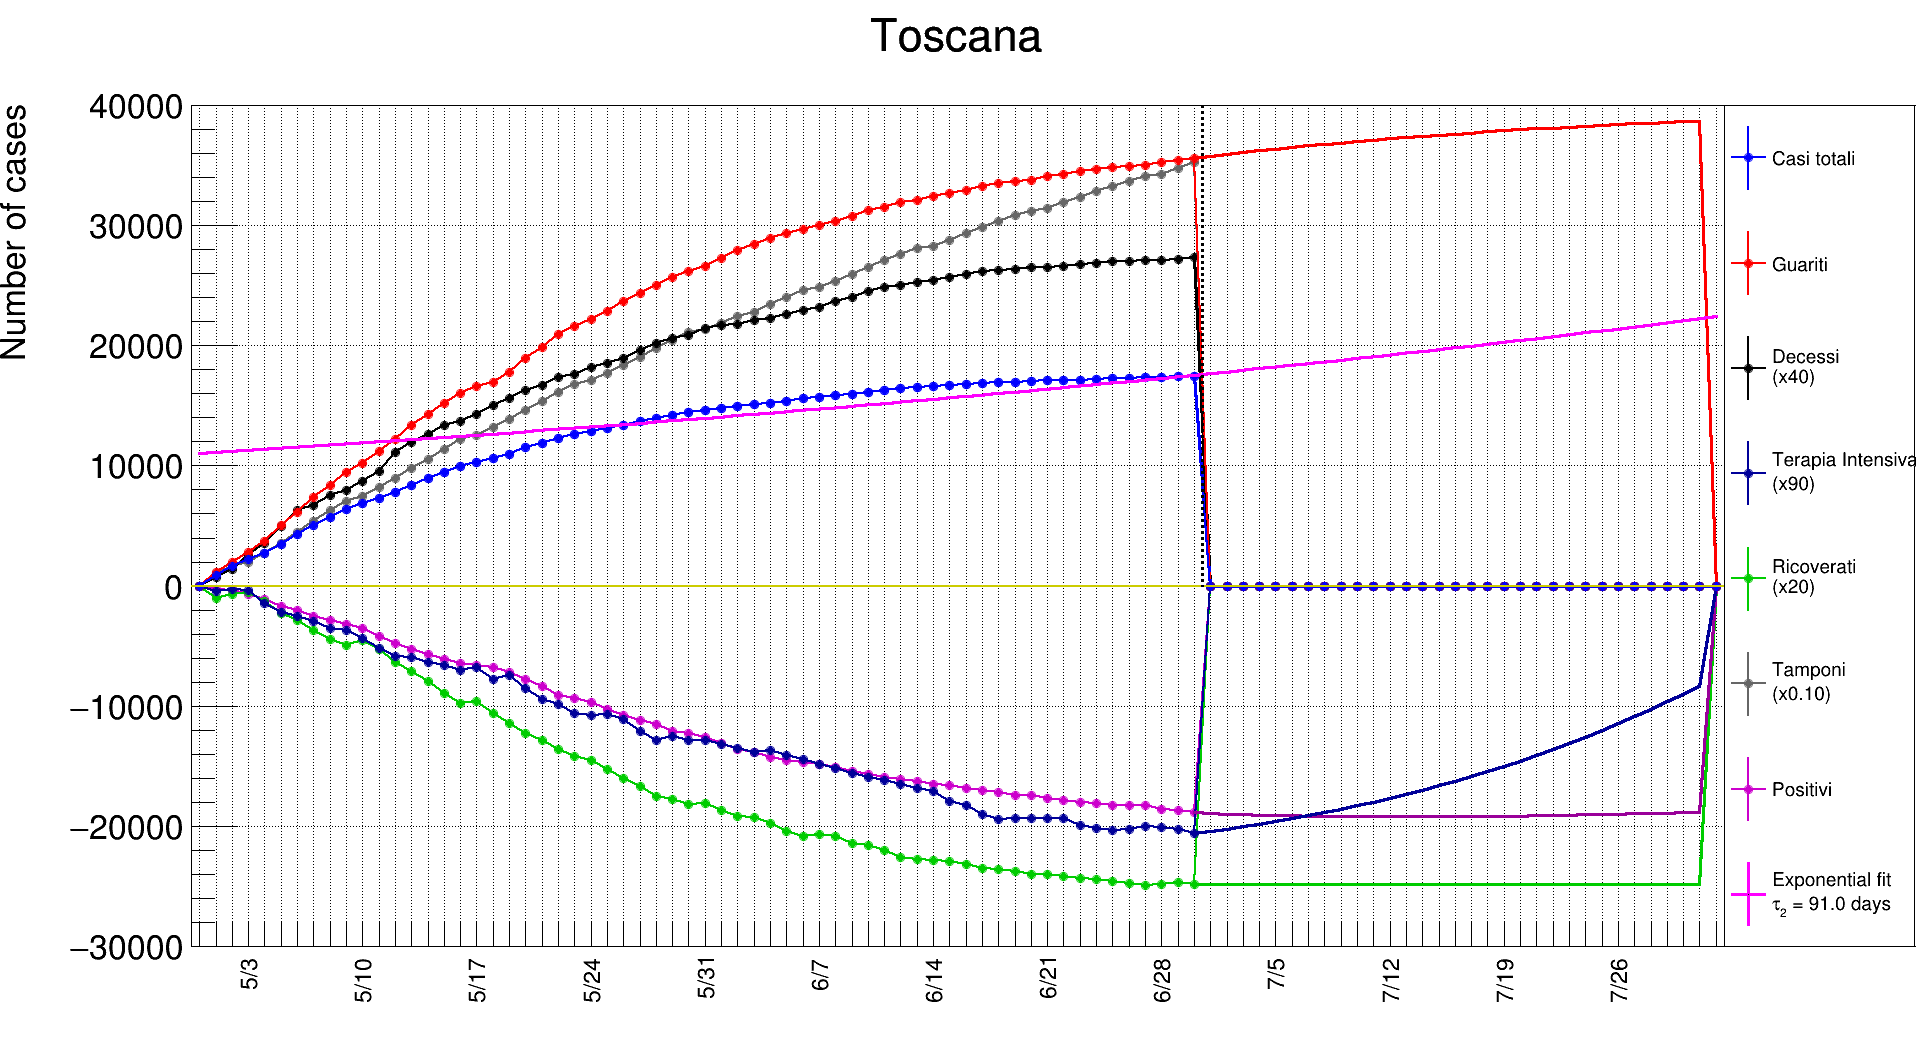 Toscana
Number of cases
40000
30000
20000
10000
0
−10000
−20000
−30000
5/3
5/10
5/17
5/24
5/31
6/7
6/14
6/21
6/28
7/5
7/12
7/19
7/26
Casi totali
Guariti
Decessi
(x40)
Terapia Intensiva
(x90)
Ricoverati
(x20)
Tamponi
(x0.10)
Positivi
Exponential fit
τ2 = 91.0 days